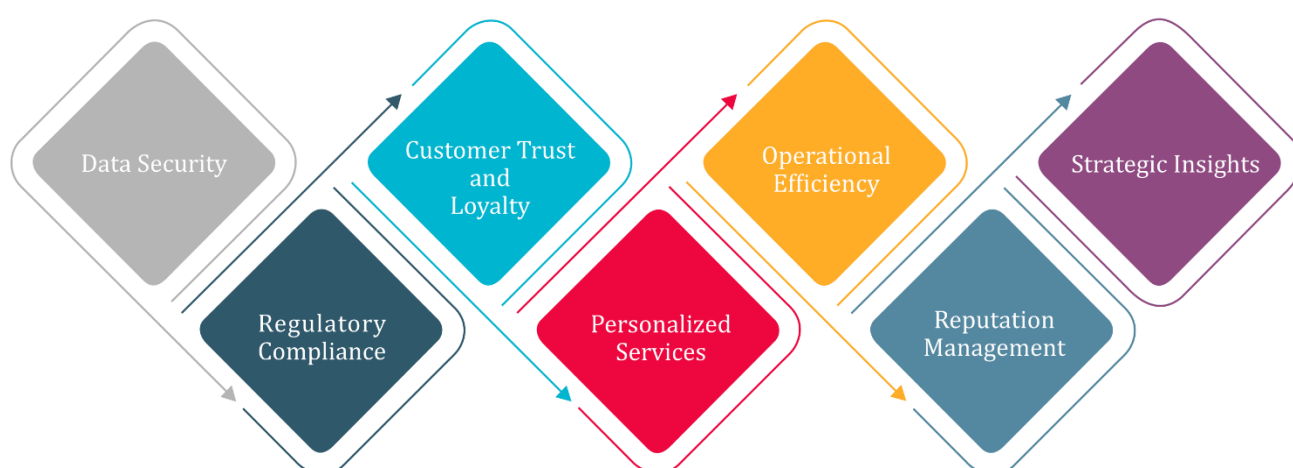 Data Security
Regulatory
Compliance
Customer Trust
and
Loyalty
Personalized
Services
Operational
Efficiency
Reputation
Management
Strategic Insights